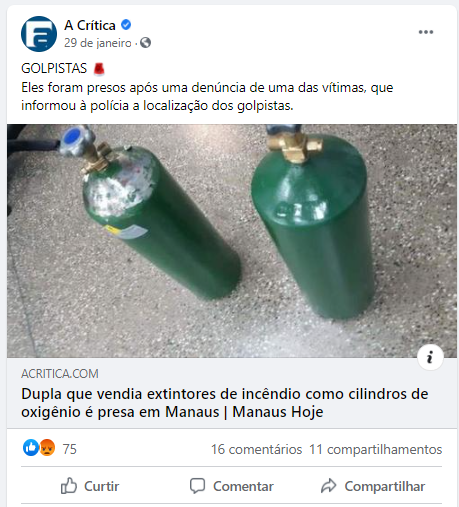 A Crítica
29 de janeiro ·
GOLPISTAS
Eles foram presos após uma denúncia de uma das vítimas, que
informou à polícia a localização dos golpistas.
ACRITICA.COM
Dupla que vendia extintores de incêndio como cilindros de
oxigênio é presa em Manaus | Manaus Hoje
75
16 comentários 11 compartilhamentos
Curtir
Comentar
Compartilhar